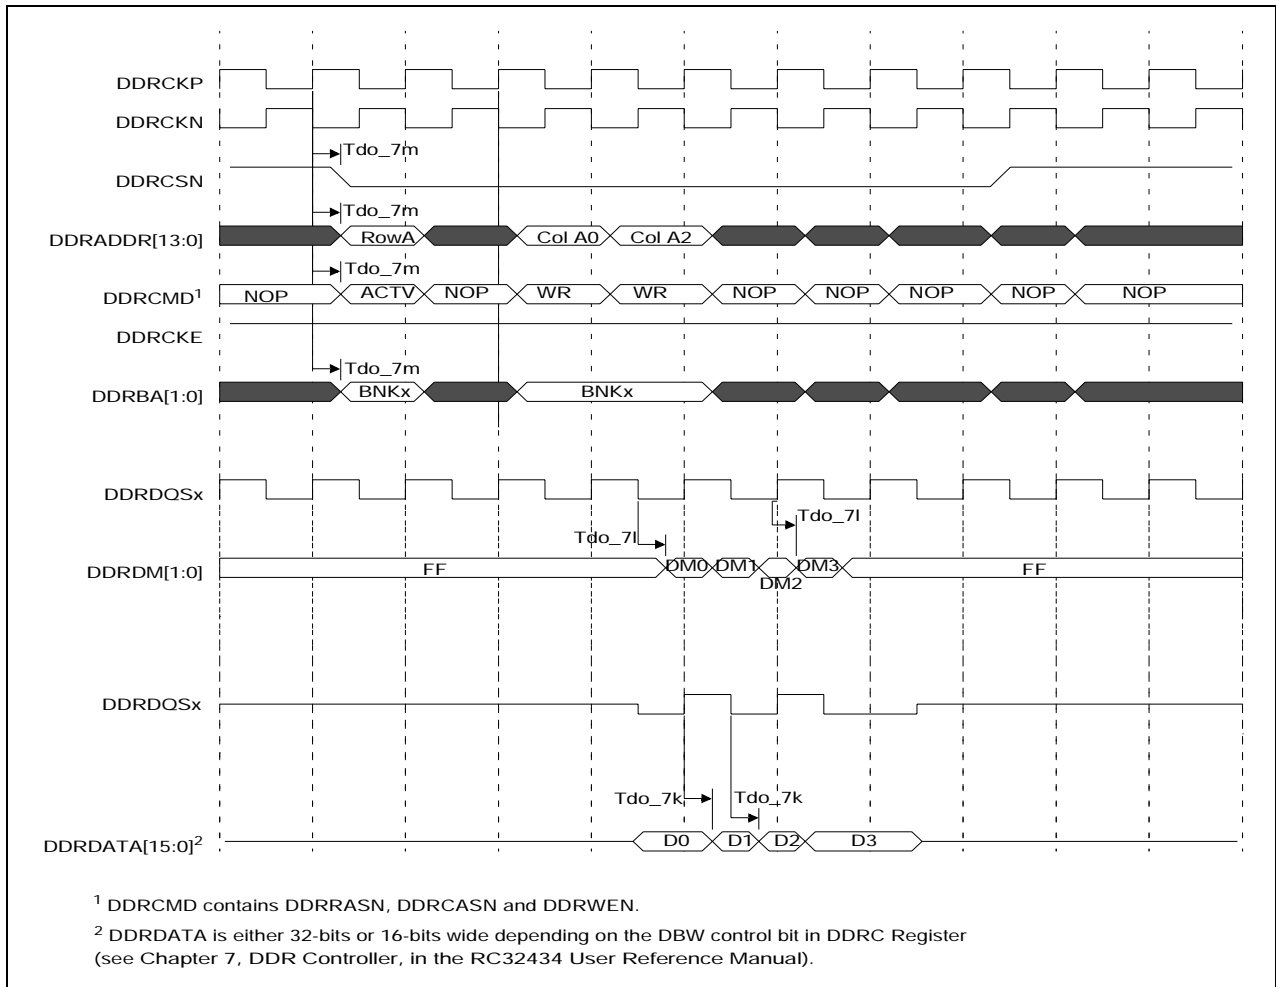 DDRCKP
DDRCKN
Tdo_7m
DDRCSN
Tdo_7m
DDRADDR[13:0] RowA Col A0 Col A2
Tdo_7m
DDRCMD1 NOP ACTV NOP WR WR NOP NOP NOP NOP NOP
DDRCKE
Tdo_7m
DDRBA[1:0] BNKx BNKx
DDRDQSx
Tdo_7l Tdo_7l
DDRDM[1:0] FF DM0 DM1 DM2 DM3 FF
DDRDQSx
Tdo_7k Tdo_7k
DDRDATA[15:0]2 D0 D1 D2 D3
1 DDRCMD contains DDRRASN, DDRCASN and DDRWEN.
2 DDRDATA is either 32-bits or 16-bits wide depending on the DBW control bit in DDRC Register
(see Chapter 7, DDR Controller, in the RC32434 User Reference Manual).